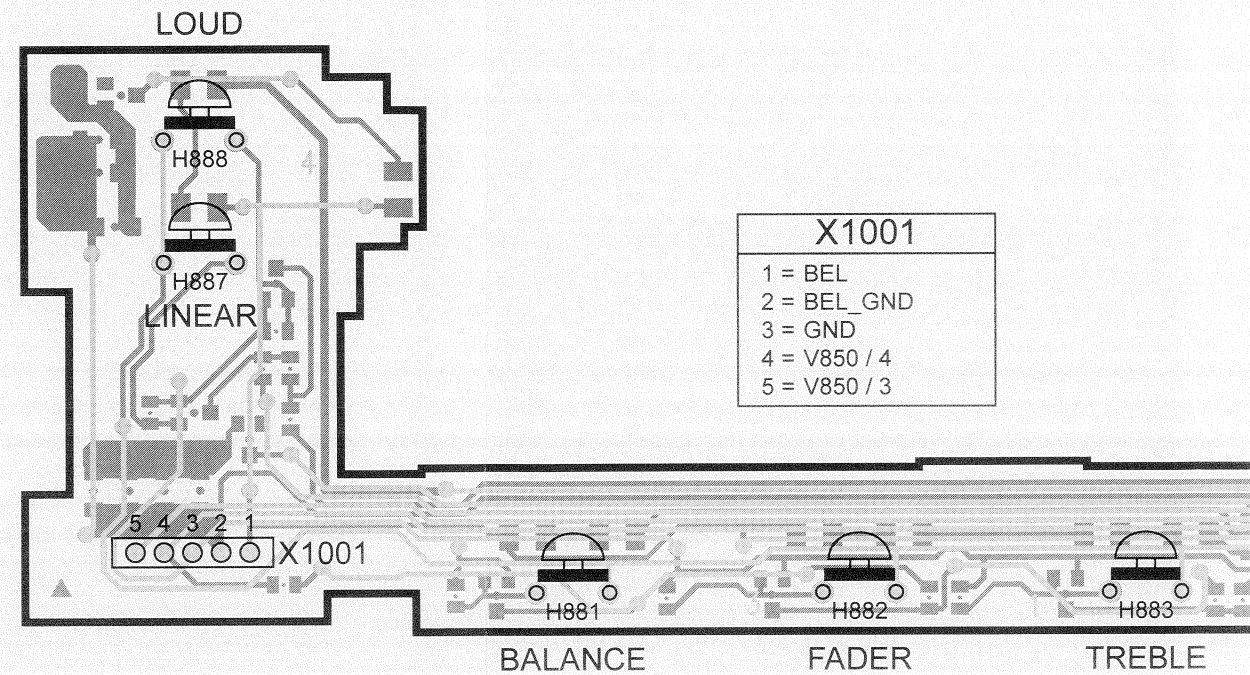 LOUD
H888
4
H887
LINEAR
X1001
1 = BEL
2 = BEL_GND
3 = GND
4 = V850 / 4
5 = V850 / 3
5 4 3 2 1
X1001
H881
H882
H883
BALANCE
FADER
TREBLE